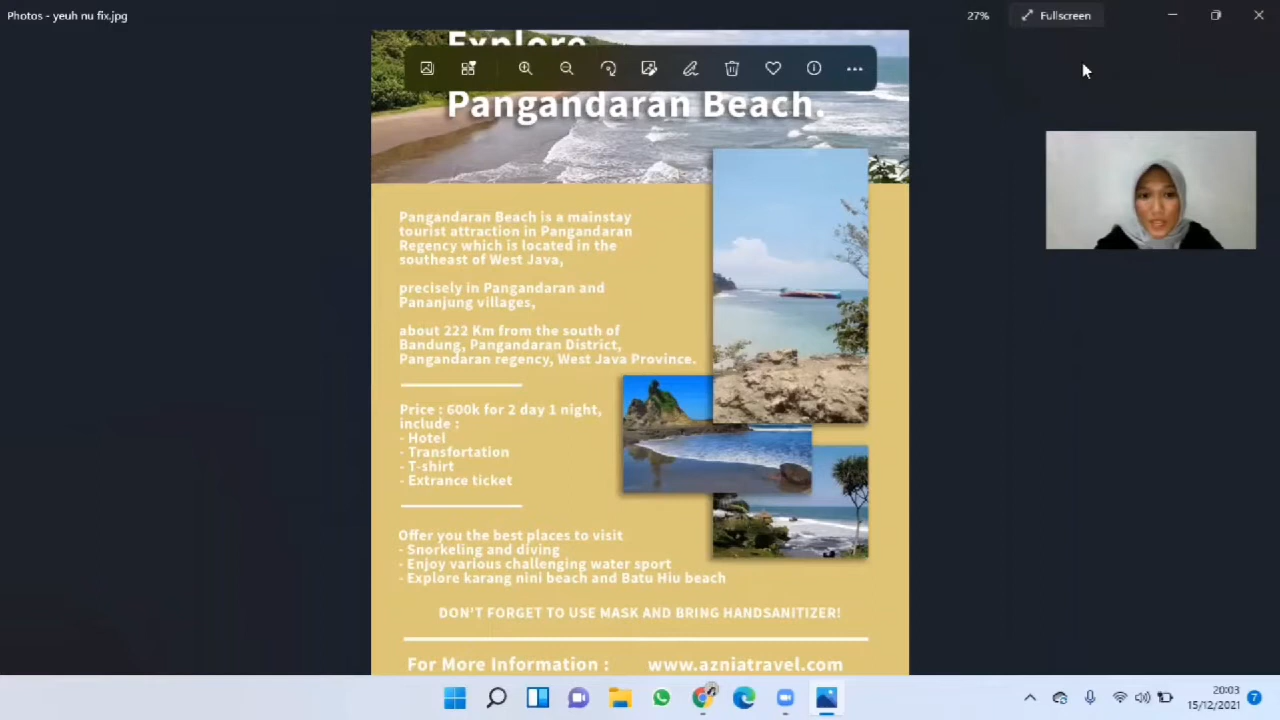 Photos - yeuh nu fix.jpg
27%
Fullscreen
Explore
Pangandaran Beach.
Pangandaran Beach is a mainstay
tourist attraction in Pangandaran
Regency which is located in the
southeast of West Java,
precisely in Pangandaran and
Pananjung villages,
about 222 Km from the south of
Bandung, Pangandaran District,
Pangandaran regency, West Java Province.
Price : 600k for 2 day 1 night,
include :
- Hotel
- Transfortation
- T-shirt
- Extrance ticket
Offer you the best places to visit
- Snorkeling and diving
- Enjoy various challenging water sport
- Explore karang nini beach and Batu Hiu beach
DON'T FORGET TO USE MASK AND BRING HANDSANITIZER!
For More Information : www.azniatravel.com
20:03
15/12/2021
7